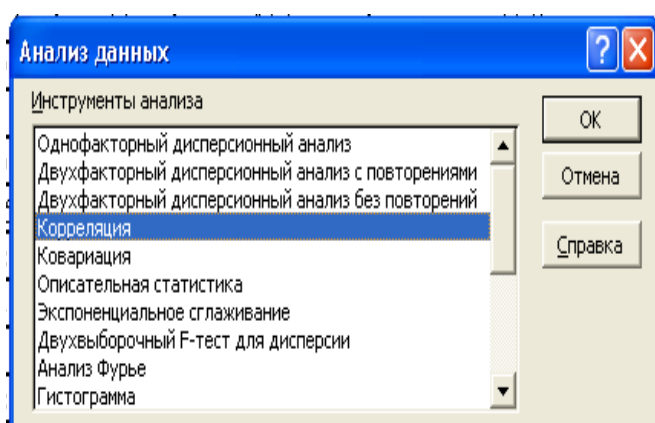 Анализ данных
Инструменты анализа
Однофакторный дисперсионный анализ
Двухфакторный дисперсионный анализ с повторениями
Двухфакторный дисперсионный анализ без повторений
Корреляция
Ковариация
Описательная статистика
Экспоненциальное сглаживание
Двухвыборочный F-тест для дисперсии
Анализ Фурье
Гистограмма
ОК
Отмена
Справка